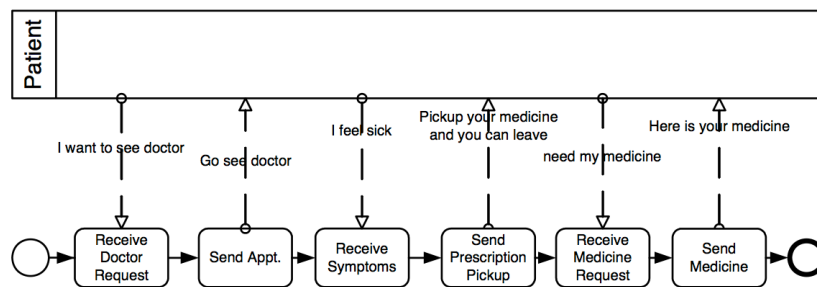 Patient
I want to see doctor
Go see doctor
I feel sick
Pickup your medicine
and you can leave
need my medicine
Here is your medicine
Receive
Doctor
Request
Send Appt.
Receive
Symptoms
Send
Prescription
Pickup
Receive
Medicine
Request
Send
Medicine